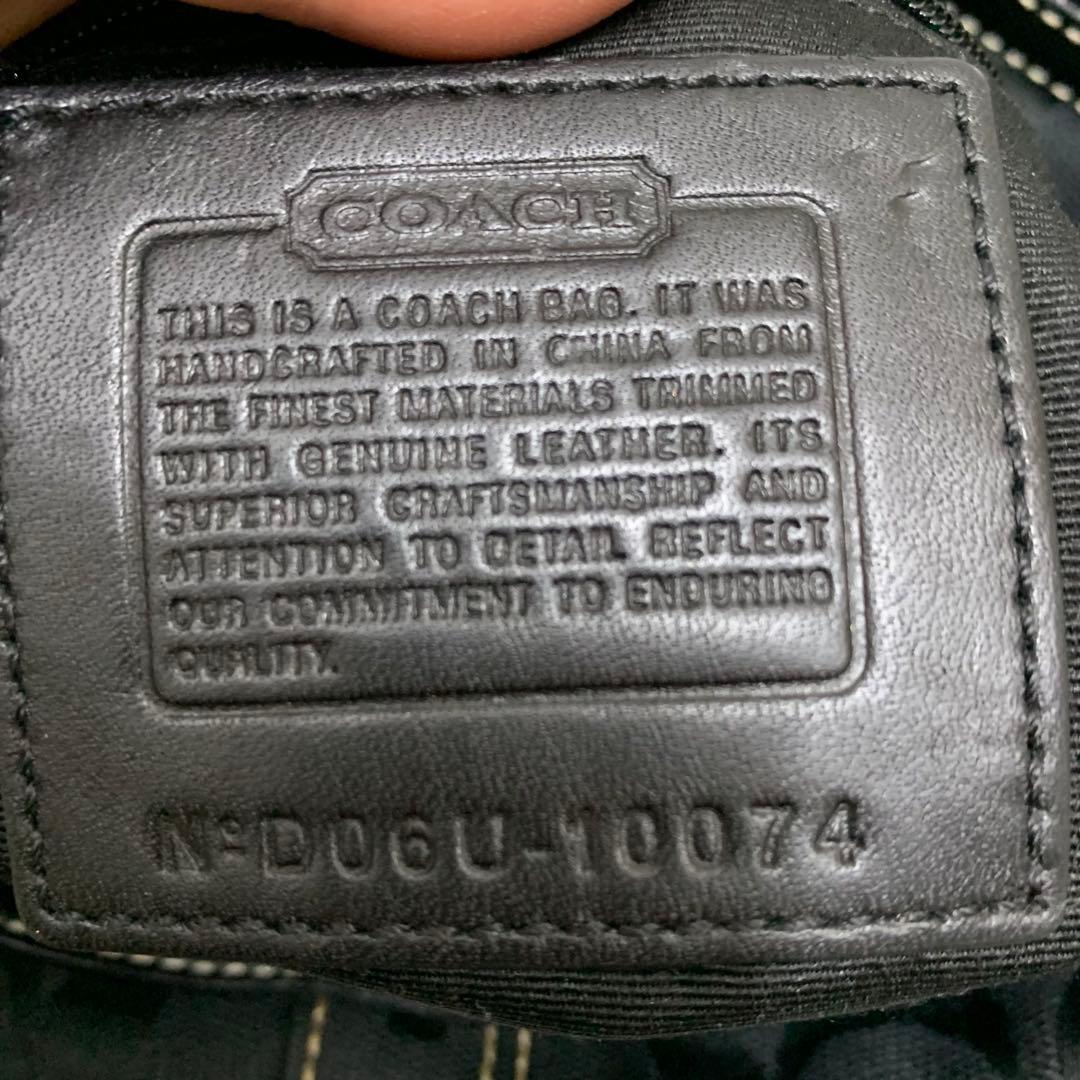 COACH
THIS IS A COACH BAG. IT WAS
HANDCRAFTED IN CHINA FROM
THE FINEST MATERIALS TRIMMED
WITH GENUINE LEATHER. ITS
SUPERIOR CRAFTSMANSHIP AND
ATTENTION TO DETAIL REFLECT
OUR COMMITMENT TO ENDURING
QUALITY.
Nº D06U-10074